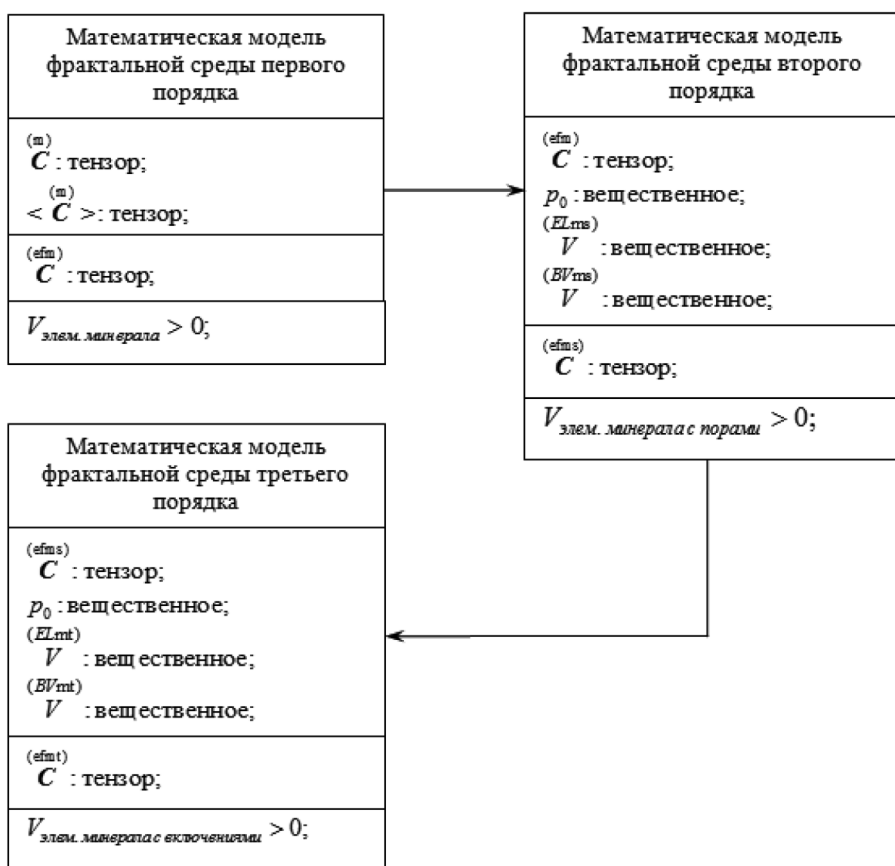 Математическая модель
фрактальной среды первого
порядка
(m)
C : тензор;
(m)
< C >: тензор;
(efm)
C : тензор;
V элем. минерала > 0;
Математическая модель
фрактальной среды второго
порядка
(efm)
C : тензор;
p₀ : вещественное;
(ELms)
V : вещественное;
(BVms)
V : вещественное;
(efms)
C : тензор;
V элем. минерала с порами > 0;
Математическая модель
фрактальной среды третьего
порядка
(efms)
C : тензор;
p₀ : вещественное;
(ELmt)
V : вещественное;
(BVmt)
V : вещественное;
(efmt)
C : тензор;
V элем. минерала с включениями > 0;